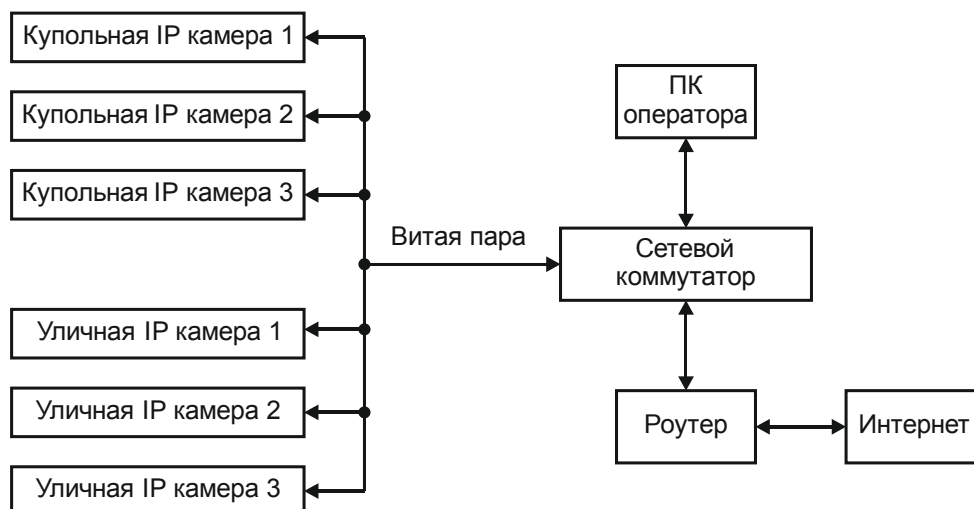 Купольная IP камера 1
Купольная IP камера 2
Купольная IP камера 3
Уличная IP камера 1
Уличная IP камера 2
Уличная IP камера 3
Витая пара
ПК
оператора
Сетевой
коммутатор
Роутер
Интернет